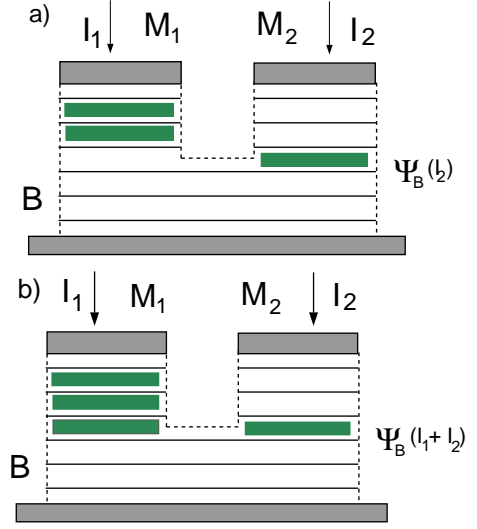 a)
I₁ M₁ M₂ I₂
Ψ_B(I₂)
B
b)
I₁ M₁ M₂ I₂
Ψ_B(I₁+ I₂)
B